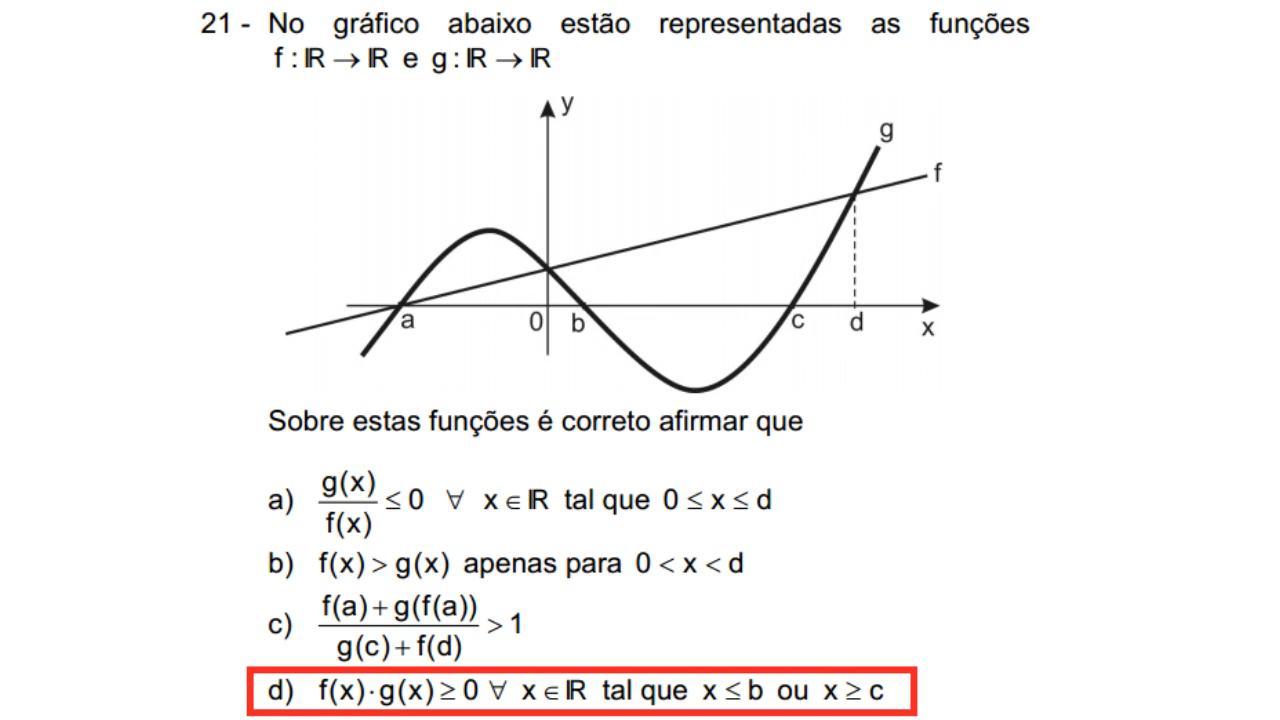 21 - No gráfico abaixo estão representadas as funções
f : ℝ → ℝ e g : ℝ → ℝ
y
g
f
a 0 b c d
x
Sobre estas funções é correto afirmar que
a) g(x)/f(x) ≤ 0 ∀ x ∈ ℝ tal que 0 ≤ x ≤ d
b) f(x) > g(x) apenas para 0 < x < d
c) f(a) + g(f(a)) / g(c) + f(d) > 1
d) f(x) · g(x) ≥ 0 ∀ x ∈ ℝ tal que x ≤ b ou x ≥ c